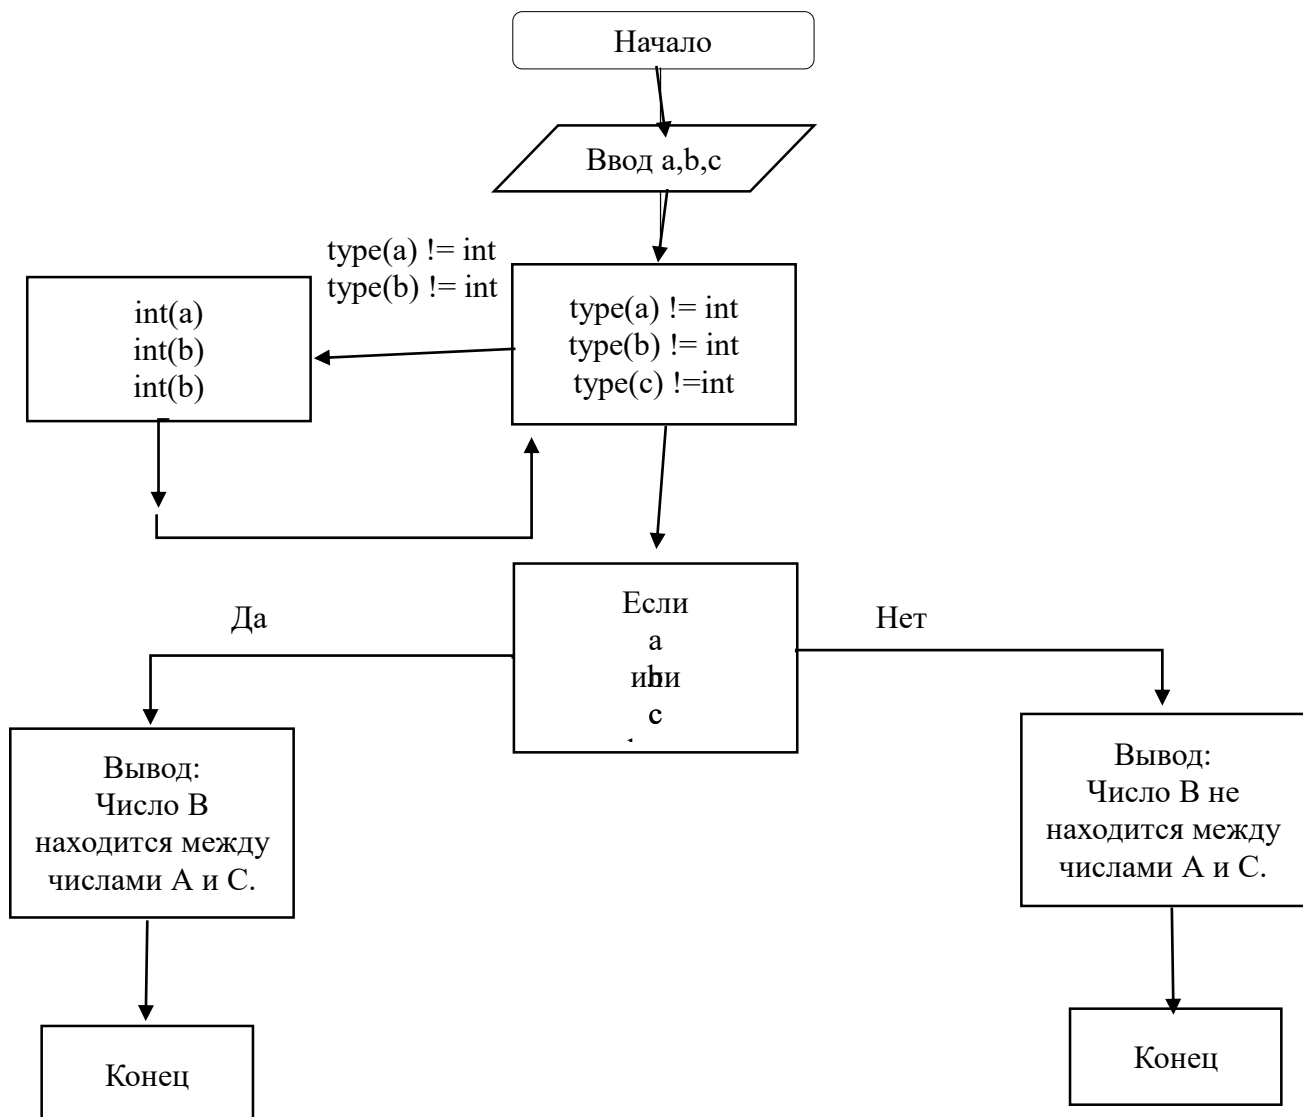 Начало
Ввод a,b,c
type(a) != int
type(b) != int
type(a) != int
type(b) != int
type(c) !=int
int(a)
int(b)
int(b)
Да
Если
a
b
или
c
Нет
Вывод:
Число В
находится между
числами А и С.
Вывод:
Число В не
находится между
числами А и С.
Конец
Конец